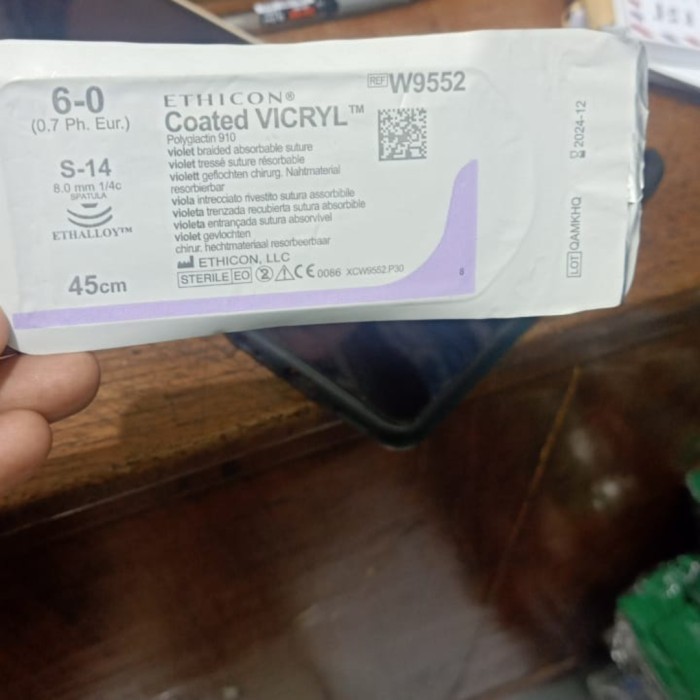 6-0
(0.7 Ph. Eur.)
S-14
8.0 mm 1/4c
SPATULA
ETHALLOY™
45cm
ETHICON®
Coated VICRYL™
Polyglactin 910
violet braided absorbable suture
violet tressé suture résorbable
violett geflochten chirurg. Nahtmaterial
resorbierbar
viola intrecciato rivestito sutura assorbibile
violeta trenzada recubierta sutura absorbible
violeta entrançada sutura absorvível
violet gevlochten
chirur. hechtmateriaal resorbeerbaar
ETHICON, LLC
STERILE EO 2 CE 0086 XCW9552.P30
REF W9552
8
LOT QAMKHQ 2024-12